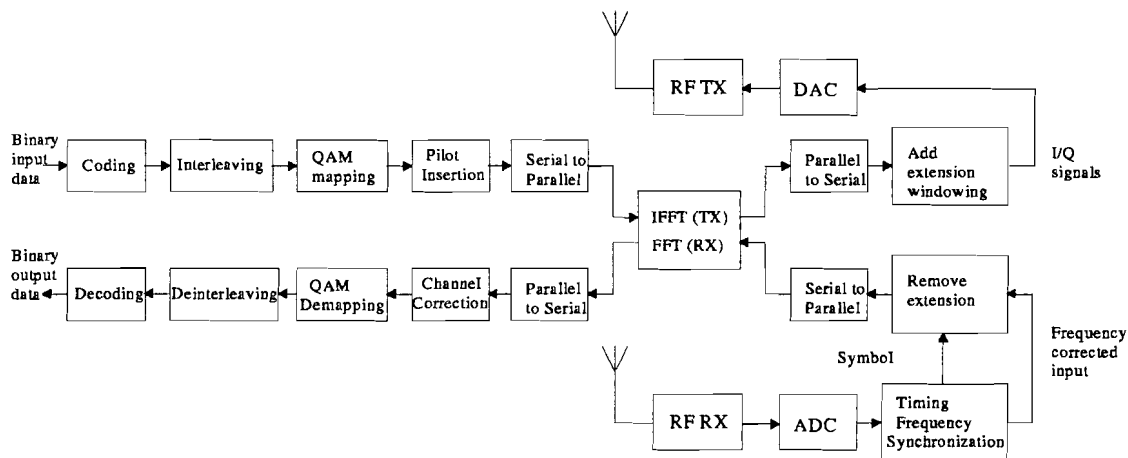 RF TX
DAC
Binary
input
data
Coding
Interleaving
QAM
mapping
Pilot
Insertion
Serial to
Parallel
Parallel
to Serial
Add
extension
windowing
I/Q
signals
IFFT (TX)
FFT (RX)
Binary
output
data
Decoding
Deinterleaving
QAM
Demapping
Channel
Correction
Parallel
to Serial
Serial to
Parallel
Remove
extension
Frequency
corrected
input
Symbol
RF RX
ADC
Timing
Frequency
Synchronization